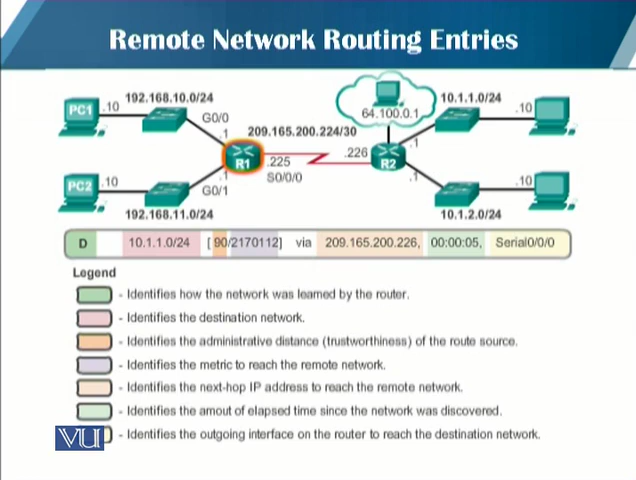 Remote Network Routing Entries
192.168.10.0/24
64.100.0.1
10.1.1.0/24
PC1 .10
.10
G0/0
.1
209.165.200.224/30
.1
R1
.225
.226
R2
S0/0/0
PC2 .10
.1
G0/1
.1
.10
192.168.11.0/24
10.1.2.0/24
D 10.1.1.0/24 [90/2170112] via 209.165.200.226, 00:00:05, Serial0/0/0
Legend
- Identifies how the network was learned by the router.
- Identifies the destination network.
- Identifies the administrative distance (trustworthiness) of the route source.
- Identifies the metric to reach the remote network.
- Identifies the next-hop IP address to reach the remote network.
- Identifies the amout of elapsed time since the network was discovered.
VU - Identifies the outgoing interface on the router to reach the destination network.